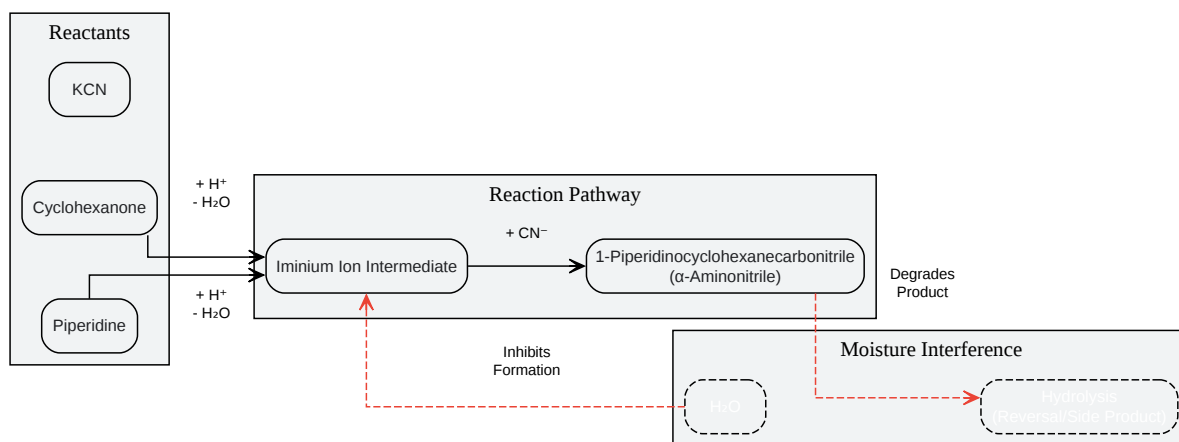 Reactants
KCN
Cyclohexanone
Piperidine
+ H⁺
- H₂O
+ H⁺
- H₂O
Reaction Pathway
Iminium Ion Intermediate
+ CN⁻
1-Piperidinocyclohexanecarbonitrile
(α-Aminonitrile)
Degrades
Product
Inhibits
Formation
Moisture Interference
H₂O
Hydrolysis
(Reversal/Side Product)